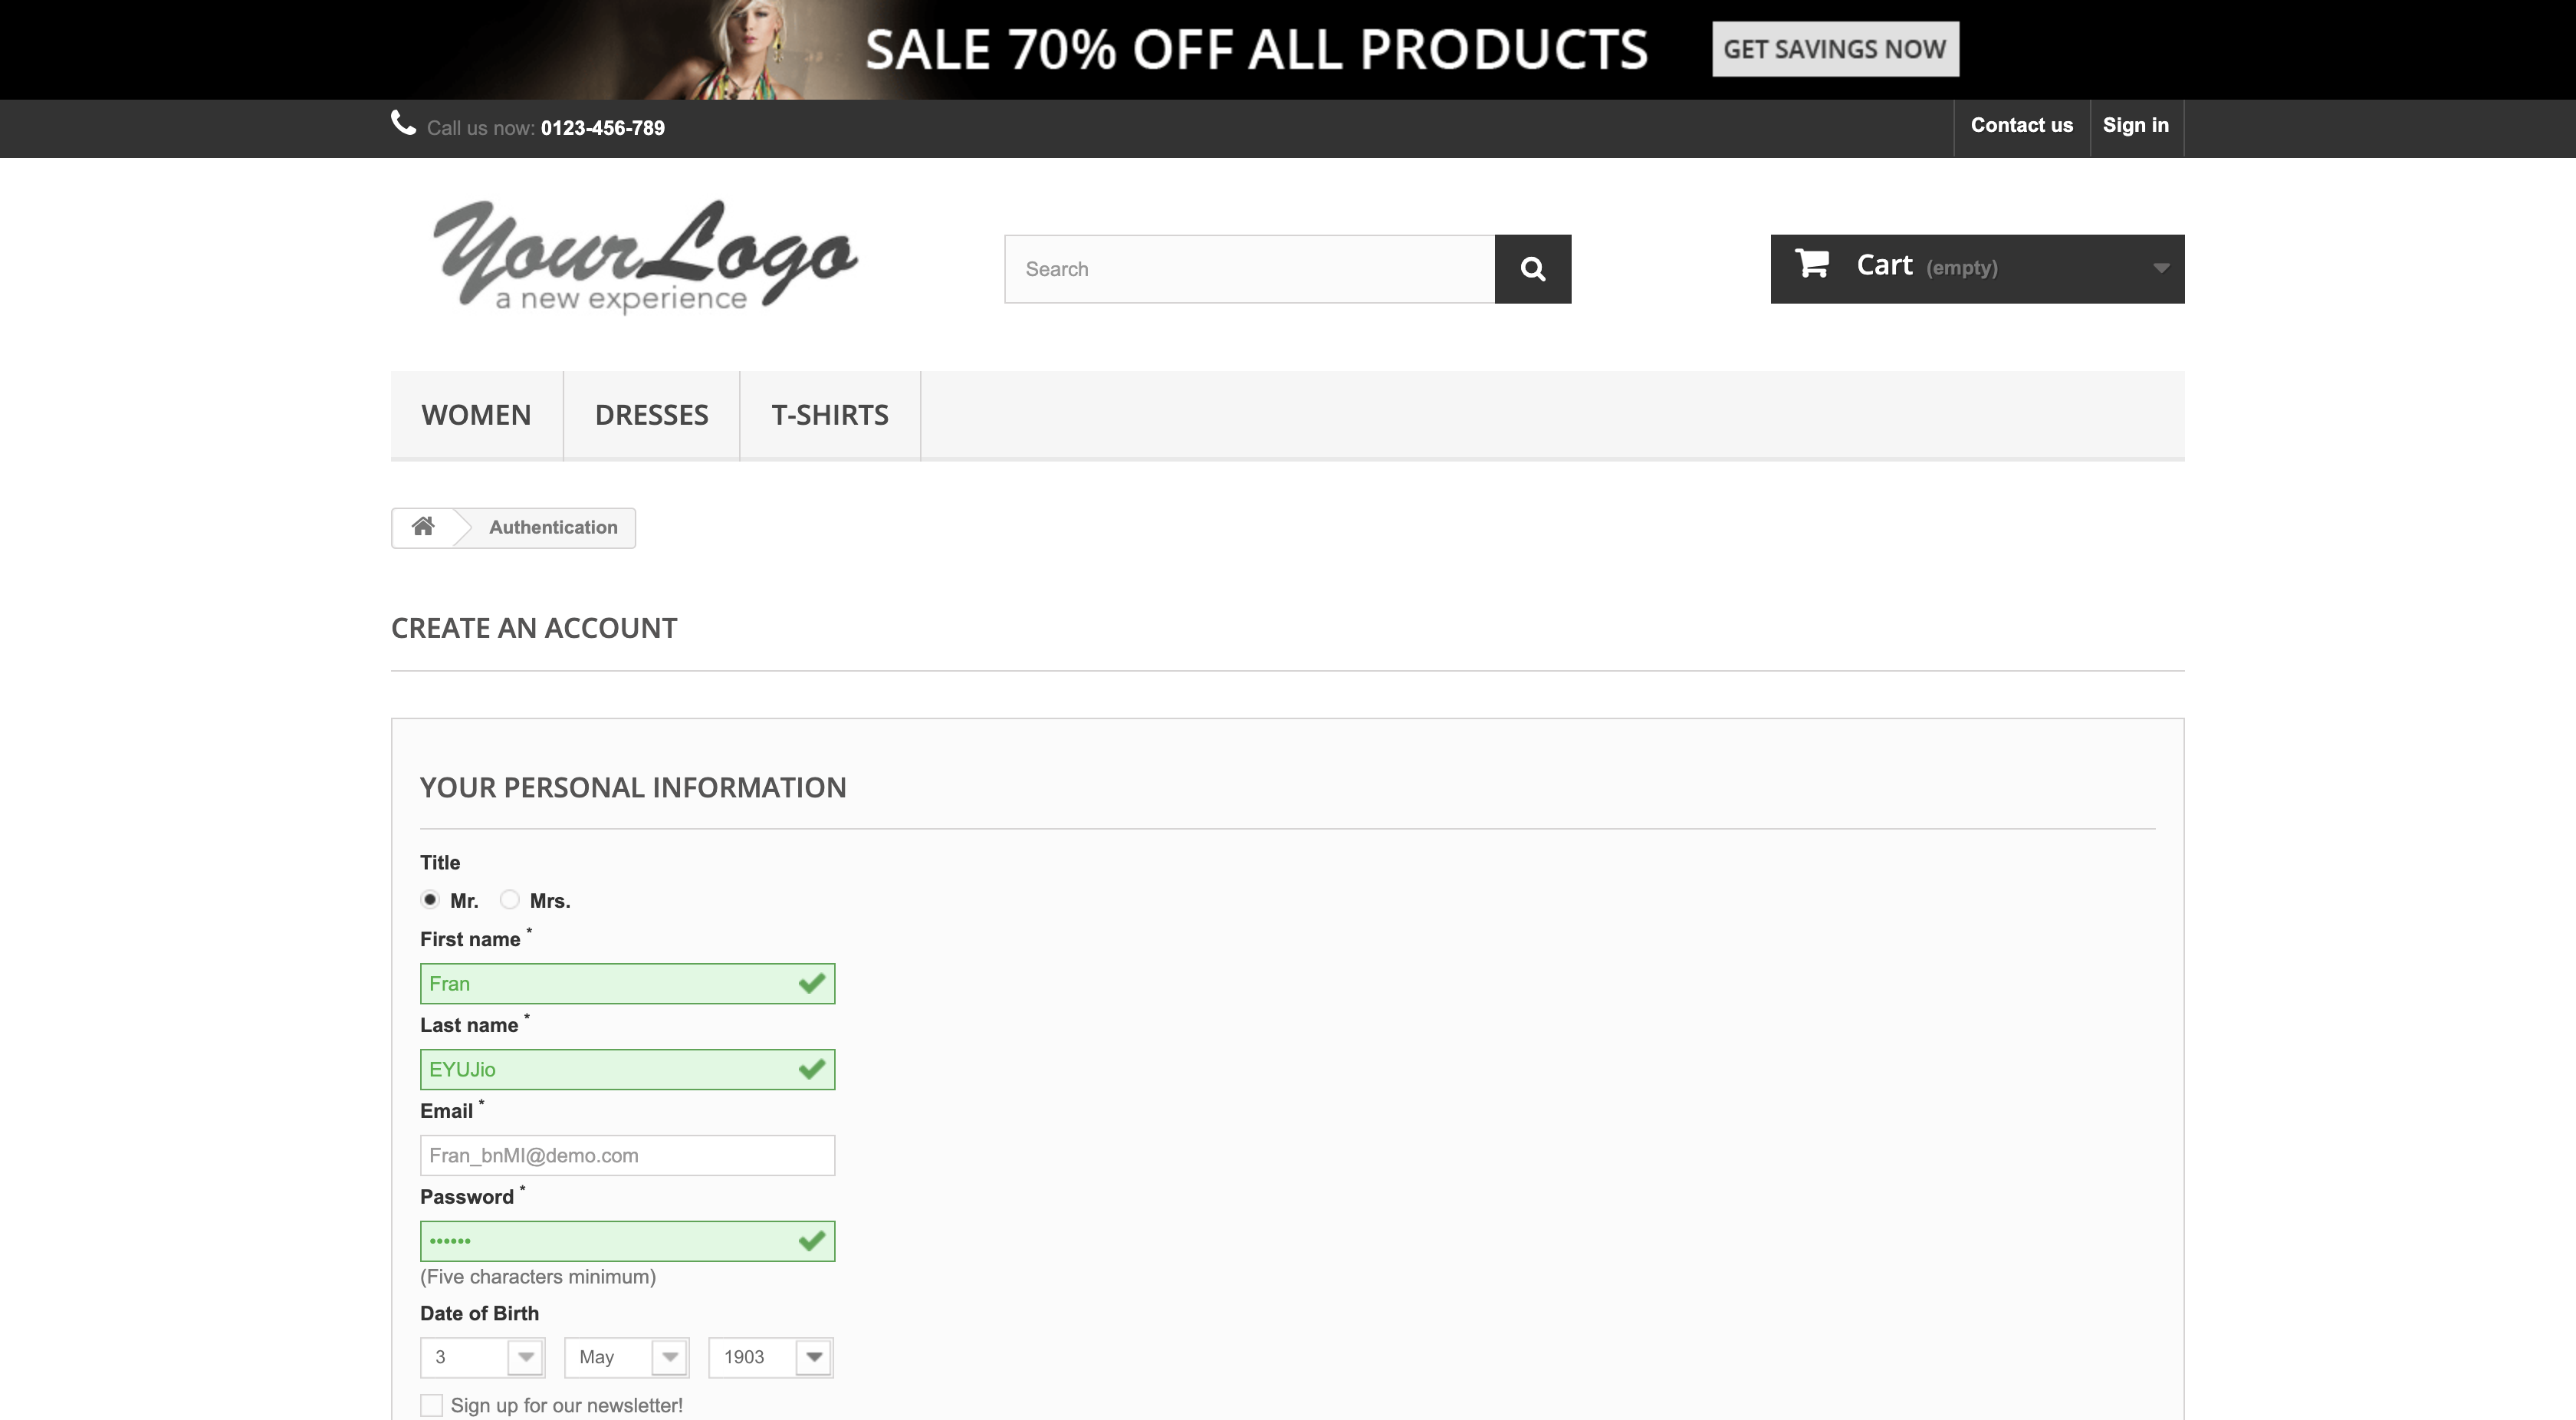 SALE 70% OFF ALL PRODUCTS GET SAVINGS NOW
Call us now: 0123-456-789 Contact us Sign in
YourLogo
a new experience
Search
Cart (empty)
WOMEN DRESSES T-SHIRTS
Authentication
CREATE AN ACCOUNT
YOUR PERSONAL INFORMATION
Title
Mr. Mrs.
First name *
Fran
Last name *
EYUJio
Email *
Fran_bnMI@demo.com
Password *
••••••
(Five characters minimum)
Date of Birth
3 May 1903
Sign up for our newsletter!